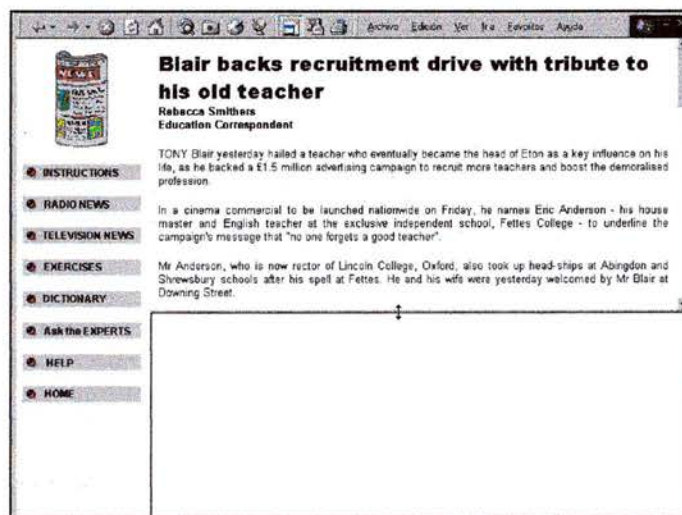 Archivo Edición Ver Ir a Favoritos Ayuda
NEWS
Blair backs recruitment drive with tribute to
his old teacher
Rebecca Smithers
Education Correspondent
TONY Blair yesterday hailed a teacher who eventually became the head of Eton as a key influence on his
life, as he backed a £1.5 million advertising campaign to recruit more teachers and boost the demoralised
profession.
In a cinema commercial to be launched nationwide on Friday, he names Eric Anderson - his house
master and English teacher at the exclusive independent school, Fettes College - to underline the
campaign's message that "no one forgets a good teacher".
Mr Anderson, who is now rector of Lincoln College, Oxford, also took up head-ships at Abingdon and
Shrewsbury schools after his spell at Fettes. He and his wife were yesterday welcomed by Mr Blair at
Downing Street.
INSTRUCTIONS
RADIO NEWS
TELEVISION NEWS
EXERCISES
DICTIONARY
Ask the EXPERTS
HELP
HOME